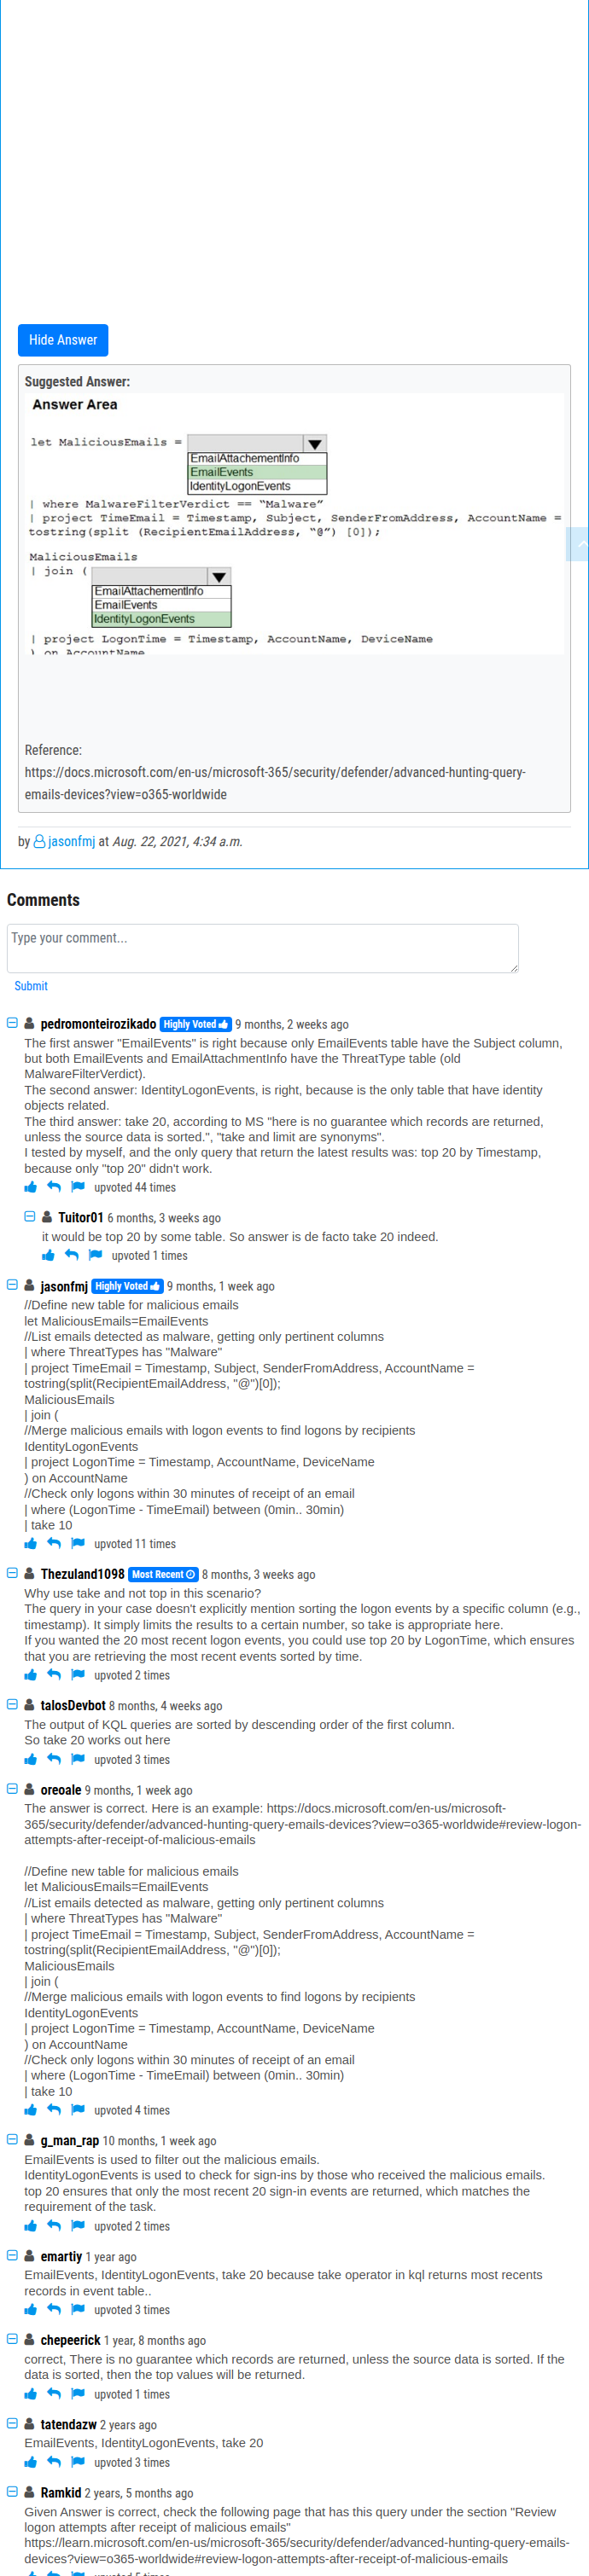 Hide Answer
Suggested Answer:
Answer Area
let MaliciousEmails =
EmailAttachementInfo
EmailEvents
IdentityLogonEvents
| where MalwareFilterVerdict == “Malware”
| project TimeEmail = Timestamp, Subject, SenderFromAddress, AccountName =
tostring(split (RecipientEmailAddress, “@”) [0]);
MaliciousEmails
| join (
EmailAttachementInfo
EmailEvents
IdentityLogonEvents
| project LogonTime = Timestamp, AccountName, DeviceName
) on AccountName
Reference:
https://docs.microsoft.com/en-us/microsoft-365/security/defender/advanced-hunting-query-
emails-devices?view=o365-worldwide
by jasonfmj at Aug. 22, 2021, 4:34 a.m.
Comments
Type your comment...
Submit
pedromonteirozikado Highly Voted 9 months, 2 weeks ago
The first answer "EmailEvents" is right because only EmailEvents table have the Subject column,
but both EmailEvents and EmailAttachmentInfo have the ThreatType table (old
MalwareFilterVerdict).
The second answer: IdentityLogonEvents, is right, because is the only table that have identity
objects related.
The third answer: take 20, according to MS "here is no guarantee which records are returned,
unless the source data is sorted.", "take and limit are synonyms".
I tested by myself, and the only query that return the latest results was: top 20 by Timestamp,
because only "top 20" didn't work.
upvoted 44 times
Tuitor01 6 months, 3 weeks ago
it would be top 20 by some table. So answer is de facto take 20 indeed.
upvoted 1 times
jasonfmj Highly Voted 9 months, 1 week ago
//Define new table for malicious emails
let MaliciousEmails=EmailEvents
//List emails detected as malware, getting only pertinent columns
| where ThreatTypes has "Malware"
| project TimeEmail = Timestamp, Subject, SenderFromAddress, AccountName =
tostring(split(RecipientEmailAddress, "@")[0]);
MaliciousEmails
| join (
//Merge malicious emails with logon events to find logons by recipients
IdentityLogonEvents
| project LogonTime = Timestamp, AccountName, DeviceName
) on AccountName
//Check only logons within 30 minutes of receipt of an email
| where (LogonTime - TimeEmail) between (0min.. 30min)
| take 10
upvoted 11 times
Thezuland1098 Most Recent 8 months, 3 weeks ago
Why use take and not top in this scenario?
The query in your case doesn't explicitly mention sorting the logon events by a specific column (e.g.,
timestamp). It simply limits the results to a certain number, so take is appropriate here.
If you wanted the 20 most recent logon events, you could use top 20 by LogonTime, which ensures
that you are retrieving the most recent events sorted by time.
upvoted 2 times
talosDevbot 8 months, 4 weeks ago
The output of KQL queries are sorted by descending order of the first column.
So take 20 works out here
upvoted 3 times
oreoale 9 months, 1 week ago
The answer is correct. Here is an example: https://docs.microsoft.com/en-us/microsoft-
365/security/defender/advanced-hunting-query-emails-devices?view=o365-worldwide#review-logon-
attempts-after-receipt-of-malicious-emails
//Define new table for malicious emails
let MaliciousEmails=EmailEvents
//List emails detected as malware, getting only pertinent columns
| where ThreatTypes has "Malware"
| project TimeEmail = Timestamp, Subject, SenderFromAddress, AccountName =
tostring(split(RecipientEmailAddress, "@")[0]);
MaliciousEmails
| join (
//Merge malicious emails with logon events to find logons by recipients
IdentityLogonEvents
| project LogonTime = Timestamp, AccountName, DeviceName
) on AccountName
//Check only logons within 30 minutes of receipt of an email
| where (LogonTime - TimeEmail) between (0min.. 30min)
| take 10
upvoted 4 times
g_man_rap 10 months, 1 week ago
EmailEvents is used to filter out the malicious emails.
IdentityLogonEvents is used to check for sign-ins by those who received the malicious emails.
top 20 ensures that only the most recent 20 sign-in events are returned, which matches the
requirement of the task.
upvoted 2 times
emartiy 1 year ago
EmailEvents, IdentityLogonEvents, take 20 because take operator in kql returns most recents
records in event table..
upvoted 3 times
chepeerick 1 year, 8 months ago
correct, There is no guarantee which records are returned, unless the source data is sorted. If the
data is sorted, then the top values will be returned.
upvoted 1 times
tatendazw 2 years ago
EmailEvents, IdentityLogonEvents, take 20
upvoted 3 times
Ramkid 2 years, 5 months ago
Given Answer is correct, check the following page that has this query under the section "Review
logon attempts after receipt of malicious emails"
https://learn.microsoft.com/en-us/microsoft-365/security/defender/advanced-hunting-query-emails-
devices?view=o365-worldwide#review-logon-attempts-after-receipt-of-malicious-emails